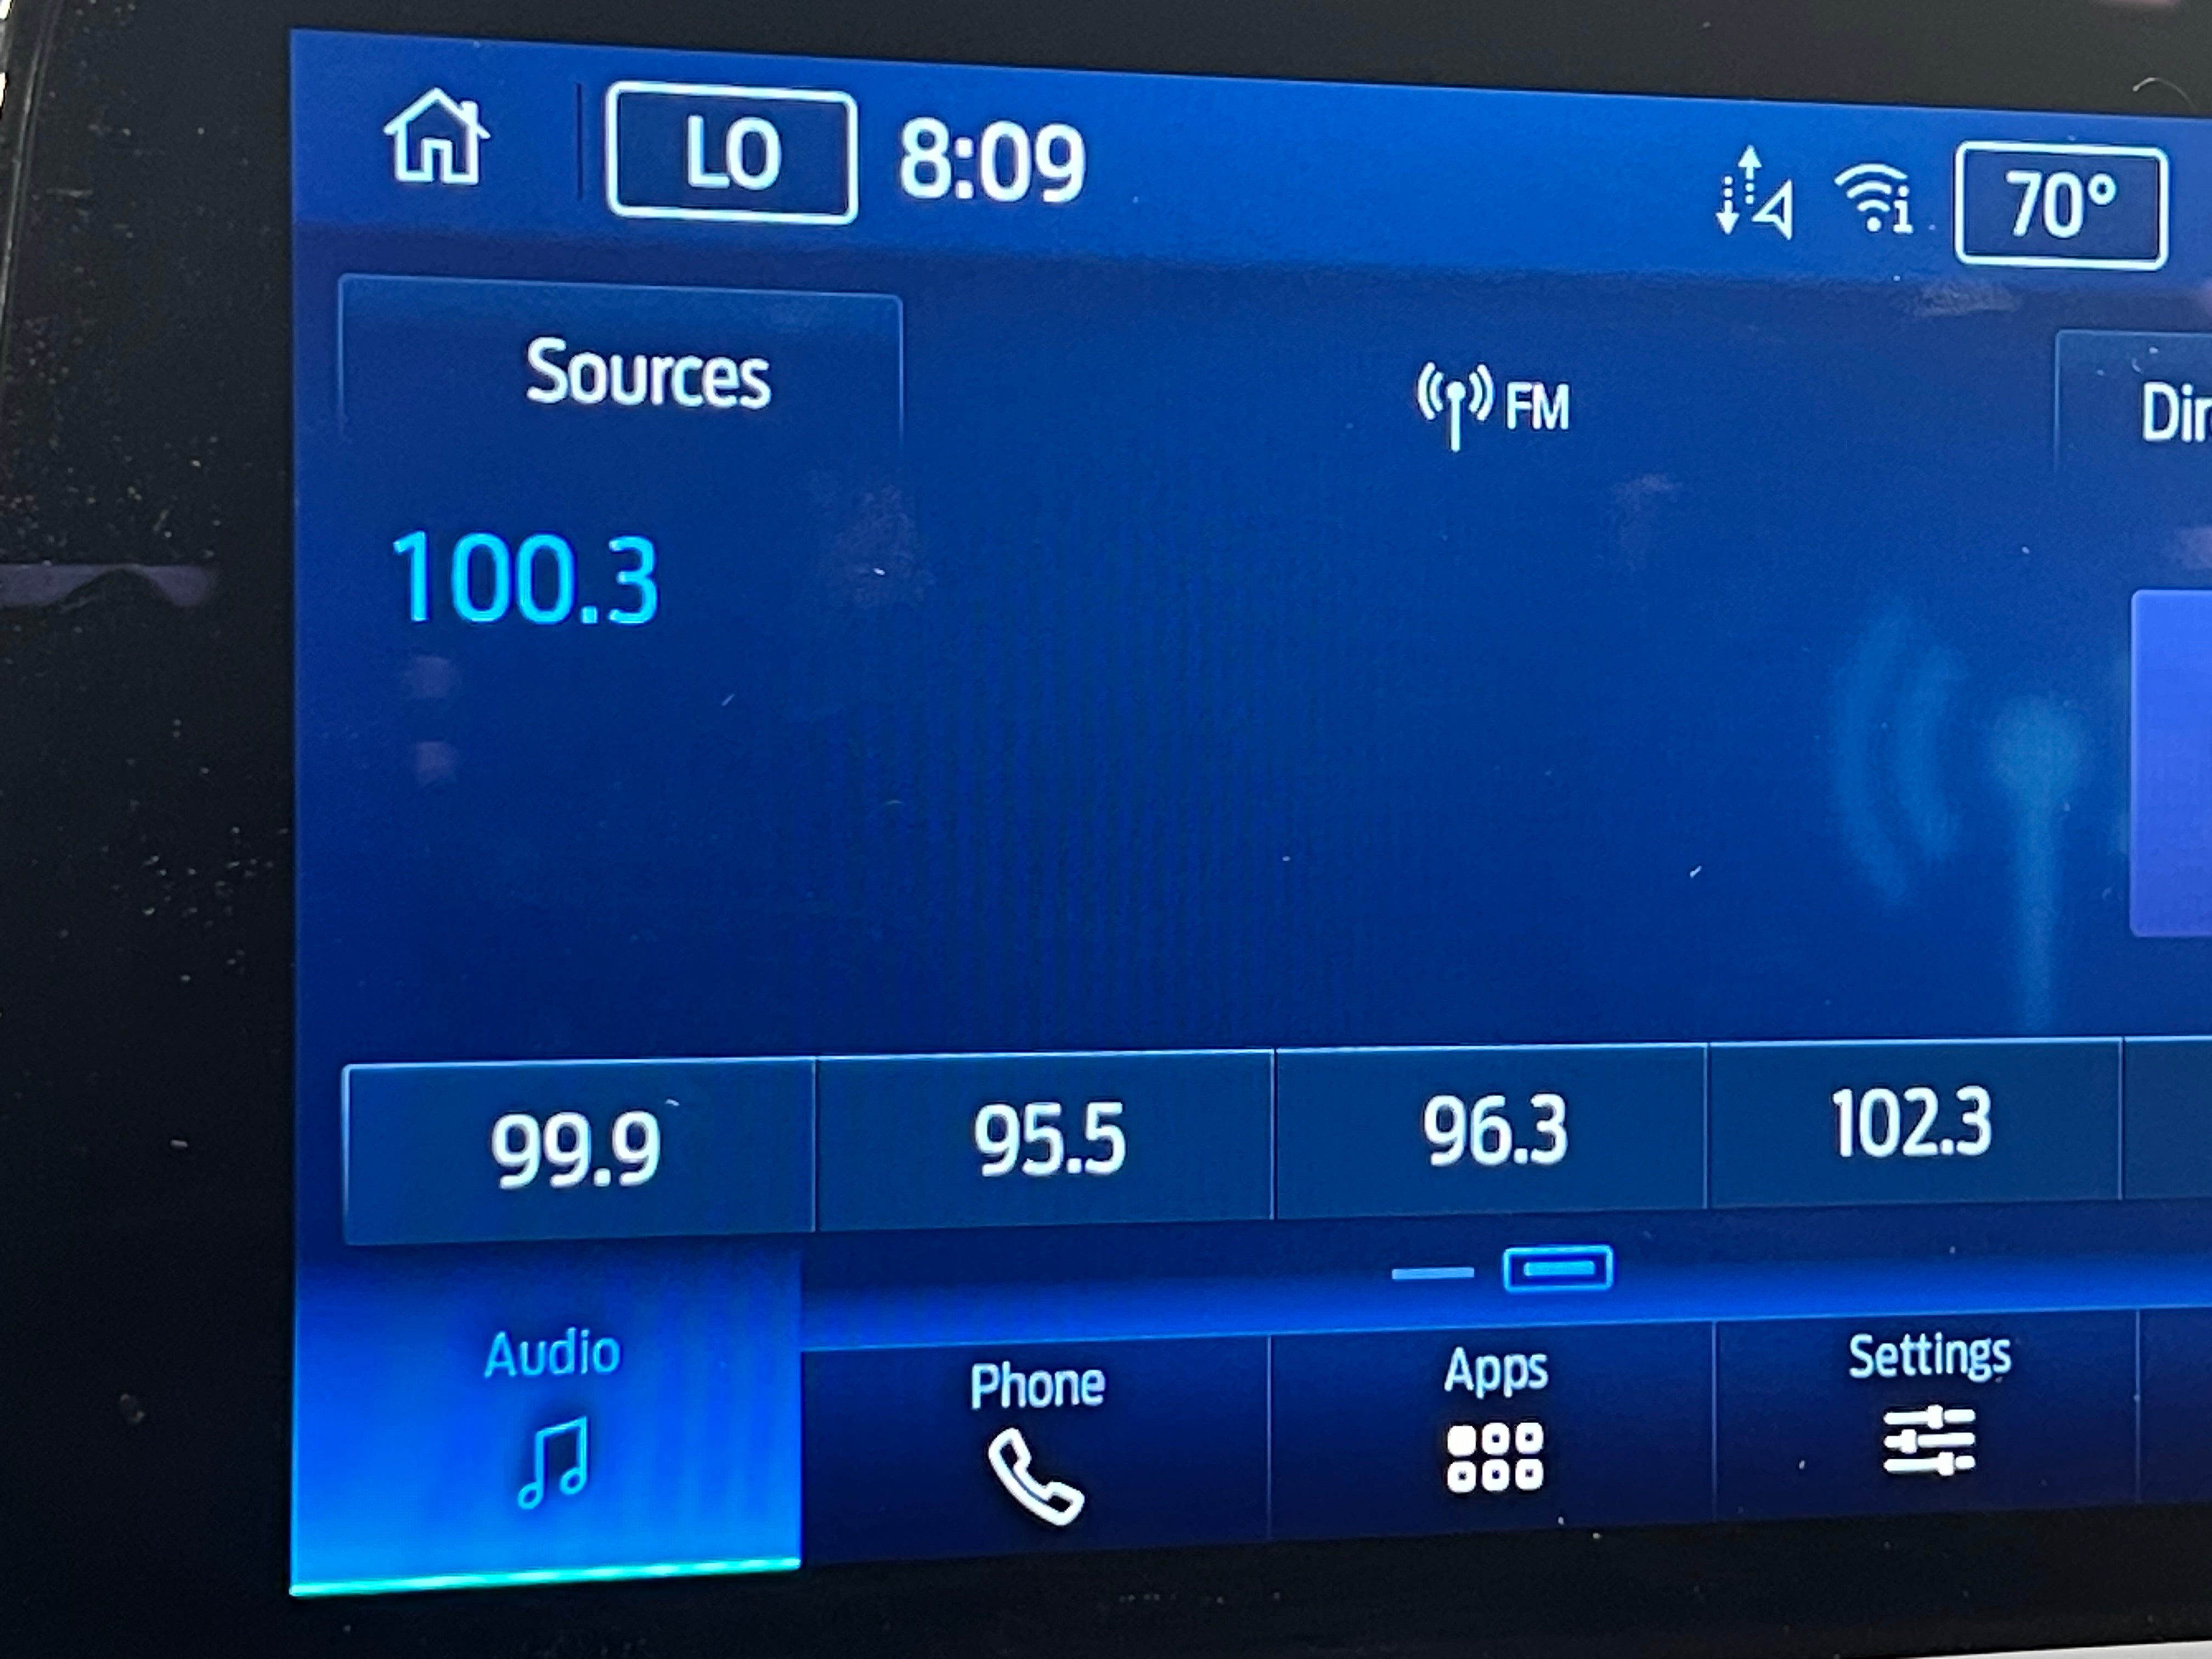 LO 8:09 70°
Sources FM
100.3
99.9 95.5 96.3 102.3
Audio Phone Apps Settings